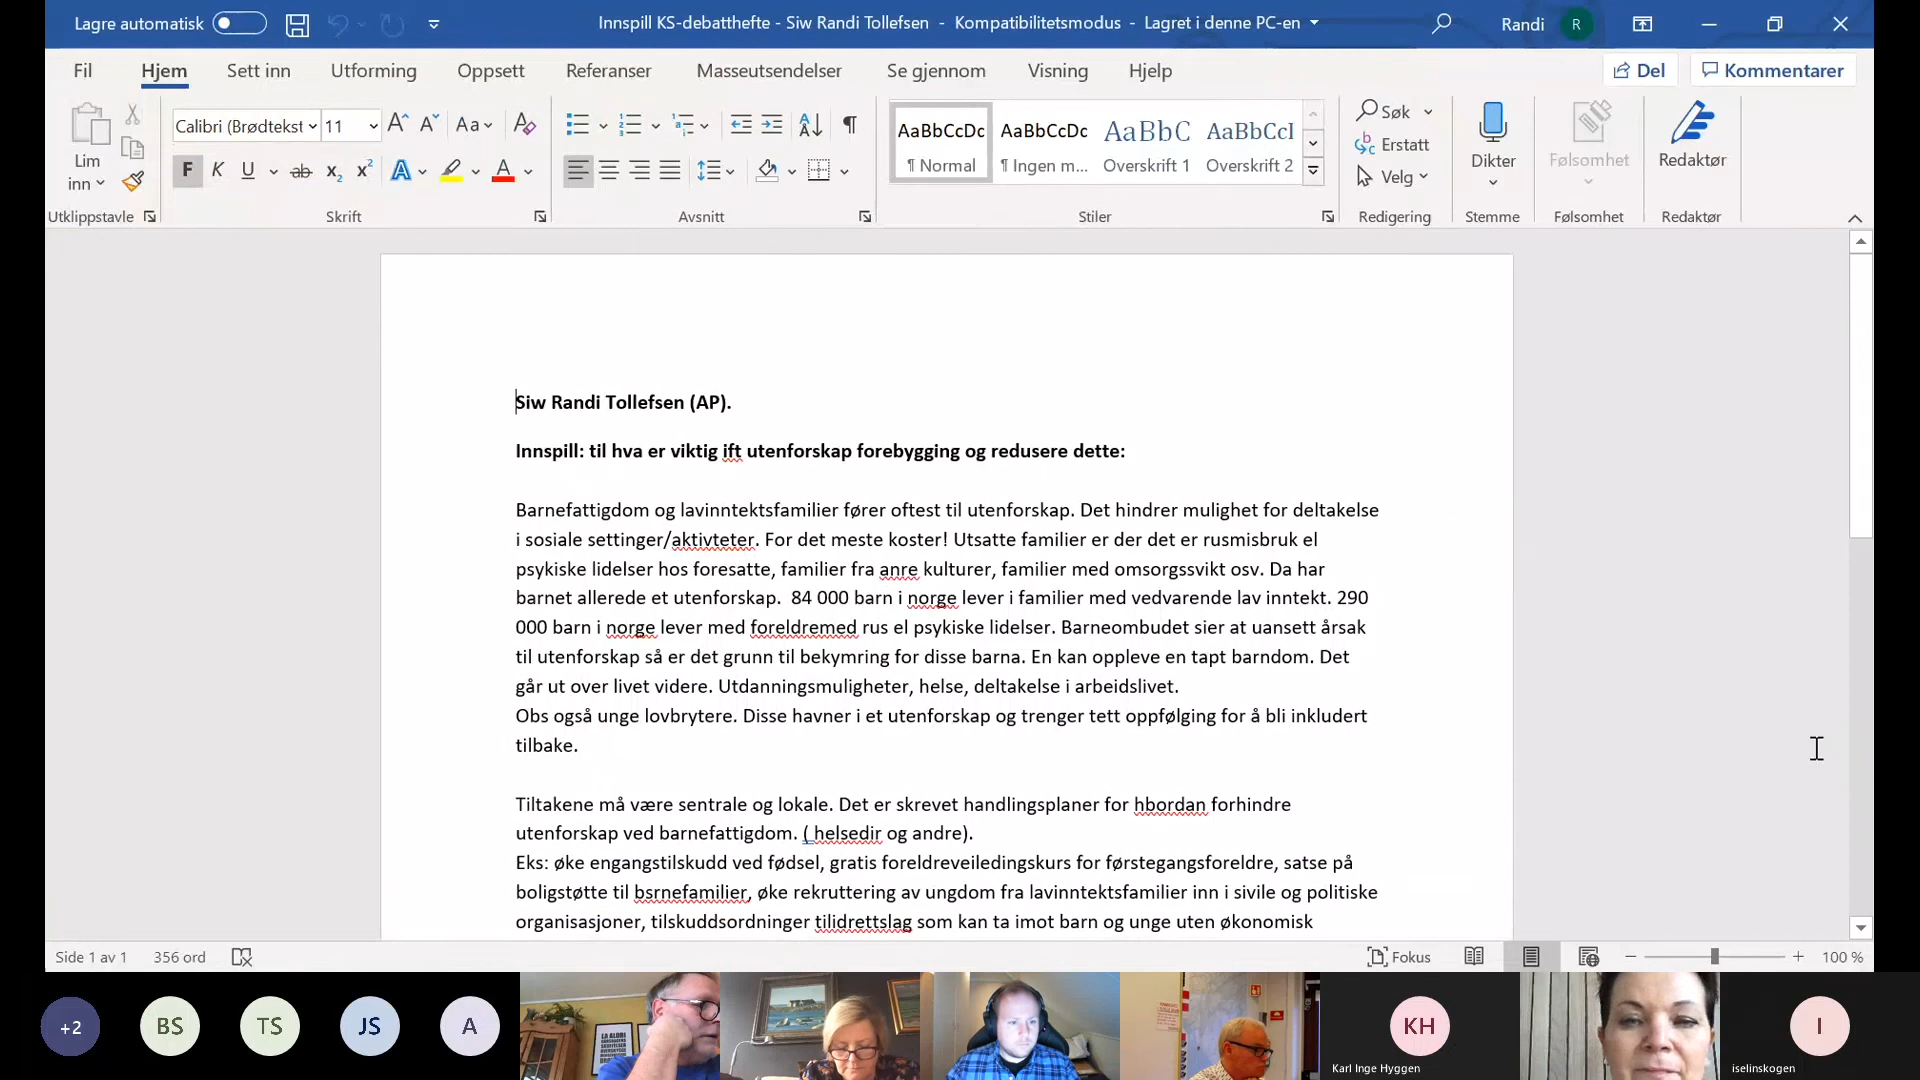 Lagre automatisk
Innspill KS-debatthefte - Siw Randi Tollefsen - Kompatibilitetsmodus - Lagret i denne PC-en
Randi
R
Fil
Hjem
Sett inn
Utforming
Oppsett
Referanser
Masseutsendelser
Se gjennom
Visning
Hjelp
Del
Kommentarer
Lim
inn
Utklippstavle
Calibri (Brødtekst
11
Aa
F K U ab x₂ x² A A
Skrift
Avsnitt
AaBbCcDc
¶ Normal
AaBbCcDc
¶ Ingen m...
AaBbC
Overskrift 1
AaBbCcI
Overskrift 2
Stiler
Søk
Erstatt
Velg
Redigering
Dikter
Stemme
Følsomhet
Følsomhet
Redaktør
Redaktør
Siw Randi Tollefsen (AP).
Innspill: til hva er viktig ift utenforskap forebygging og redusere dette:
Barnefattigdom og lavinntektsfamilier fører oftest til utenforskap. Det hindrer mulighet for deltakelse
i sosiale settinger/aktivteter. For det meste koster! Utsatte familier er der det er rusmisbruk el
psykiske lidelser hos foresatte, familier fra anre kulturer, familier med omsorgssvikt osv. Da har
barnet allerede et utenforskap.  84 000 barn i norge lever i familier med vedvarende lav inntekt. 290
000 barn i norge lever med foreldremed rus el psykiske lidelser. Barneombudet sier at uansett årsak
til utenforskap så er det grunn til bekymring for disse barna. En kan oppleve en tapt barndom. Det
går ut over livet videre. Utdanningsmuligheter, helse, deltakelse i arbeidslivet.
Obs også unge lovbrytere. Disse havner i et utenforskap og trenger tett oppfølging for å bli inkludert
tilbake.
Tiltakene må være sentrale og lokale. Det er skrevet handlingsplaner for hbordan forhindre
utenforskap ved barnefattigdom. ( helsedir og andre).
Eks: øke engangstilskudd ved fødsel, gratis foreldreveiledingskurs for førstegangsforeldre, satse på
boligstøtte til bsrnefamilier, øke rekruttering av ungdom fra lavinntektsfamilier inn i sivile og politiske
organisasjoner, tilskuddsordninger tilidrettslag som kan ta imot barn og unge uten økonomisk
Side 1 av 1
356 ord
Fokus
100 %
+2
BS
TS
JS
A
KH
Karl Inge Hyggen
I
iselinskogen